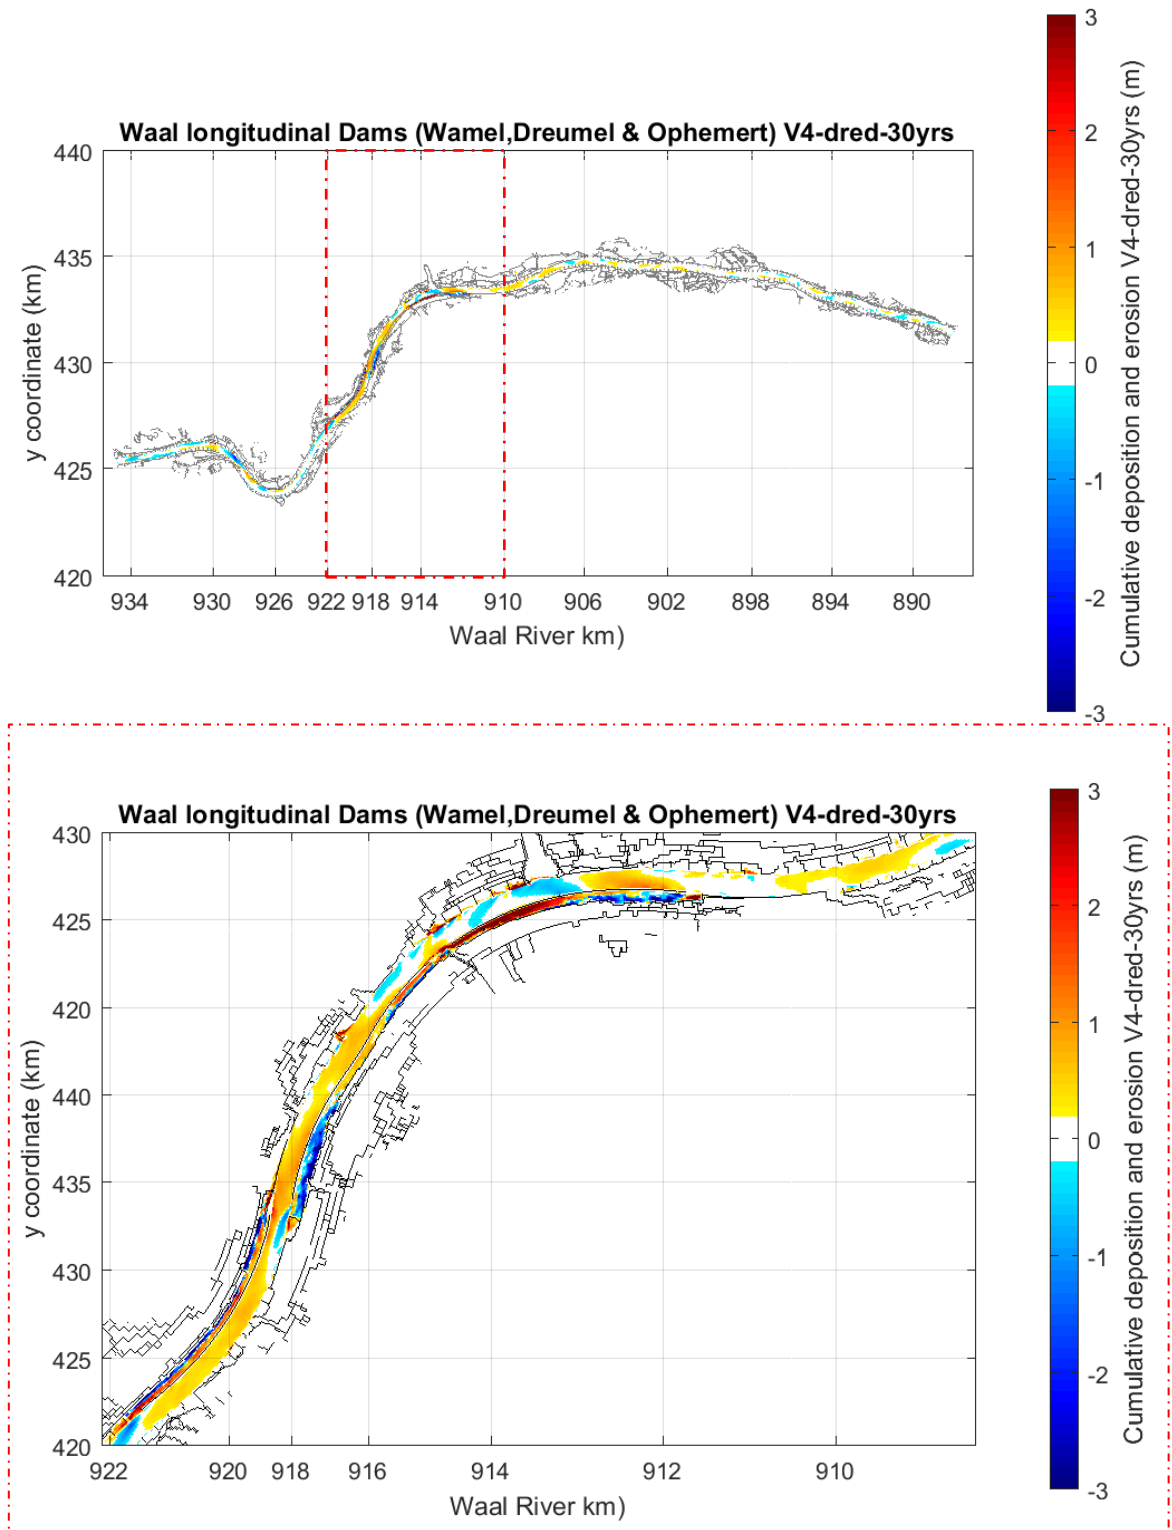 Waal longitudinal Dams (Wamel,Dreumel & Ophemert) V4-dred-30yrs
440
435
430
425
420
y coordinate (km)
934 930 926 922 918 914 910 906 902 898 894 890
Waal River km)
3
2
1
0
-1
-2
-3
Cumulative deposition and erosion V4-dred-30yrs (m)
Waal longitudinal Dams (Wamel,Dreumel & Ophemert) V4-dred-30yrs
430
425
420
440
435
430
425
420
y coordinate (km)
922 920 918 916 914 912 910
Waal River km)
3
2
1
0
-1
-2
-3
Cumulative deposition and erosion V4-dred-30yrs (m)